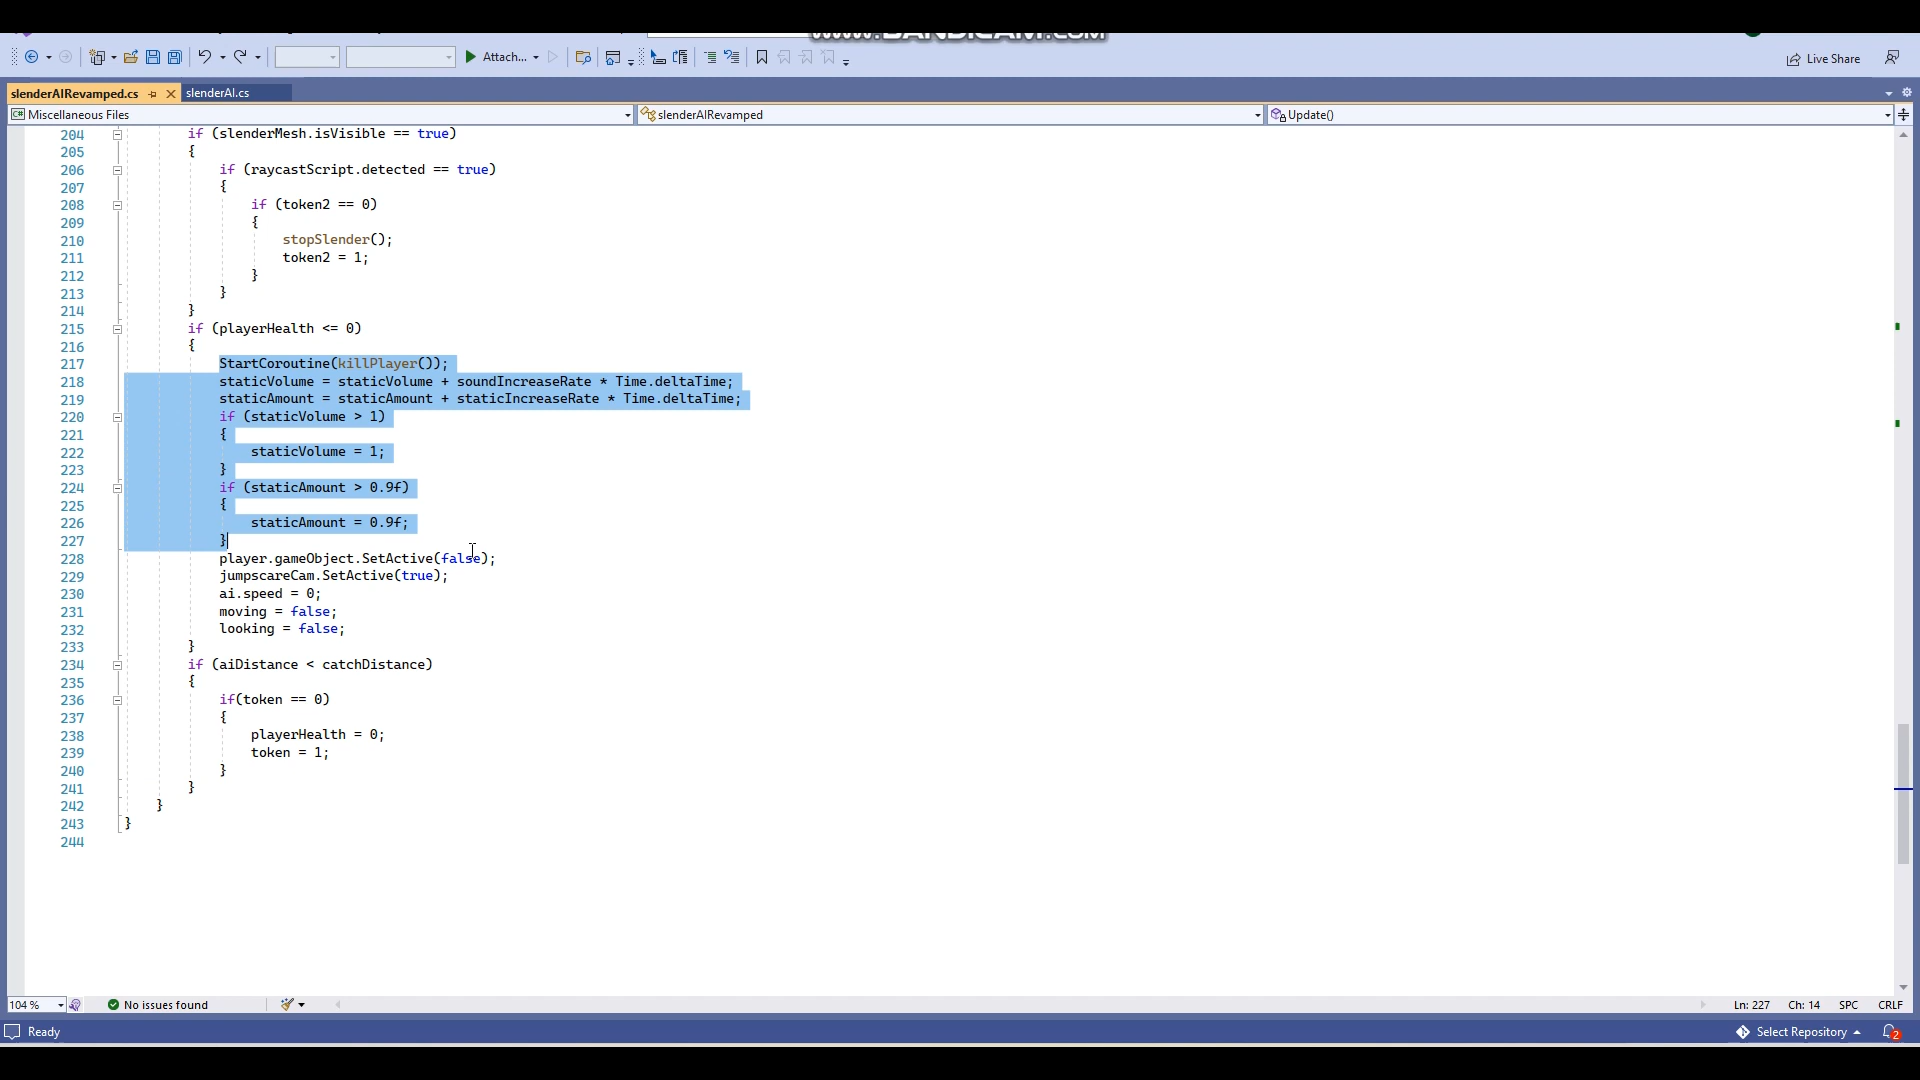 www.BANDICAM.com
Attach...
Live Share
slenderAIRevamped.cs
slenderAI.cs
Miscellaneous Files
slenderAIRevamped
Update()
204 if (slenderMesh.isVisible == true)
205 {
206 if (raycastScript.detected == true)
207 {
208 if (token2 == 0)
209 {
210 stopSlender();
211 token2 = 1;
212 }
213 }
214 }
215 if (playerHealth <= 0)
216 {
217 StartCoroutine(killPlayer());
218 staticVolume = staticVolume + soundIncreaseRate * Time.deltaTime;
219 staticAmount = staticAmount + staticIncreaseRate * Time.deltaTime;
220 if (staticVolume > 1)
221 {
222 staticVolume = 1;
223 }
224 if (staticAmount > 0.9f)
225 {
226 staticAmount = 0.9f;
227 }
228 player.gameObject.SetActive(false);
229 jumpscareCam.SetActive(true);
230 ai.speed = 0;
231 moving = false;
232 looking = false;
233 }
234 if (aiDistance < catchDistance)
235 {
236 if(token == 0)
237 {
238 playerHealth = 0;
239 token = 1;
240 }
241 }
242 }
243 }
244
104 %
No issues found
Ln: 227 Ch: 14 SPC CRLF
Ready
Select Repository
2